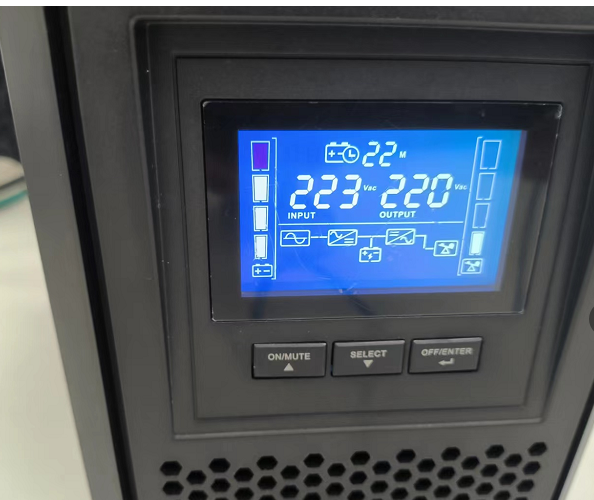 22 M
223 Vac 220 Vac
INPUT OUTPUT
ON/MUTE SELECT OFF/ENTER